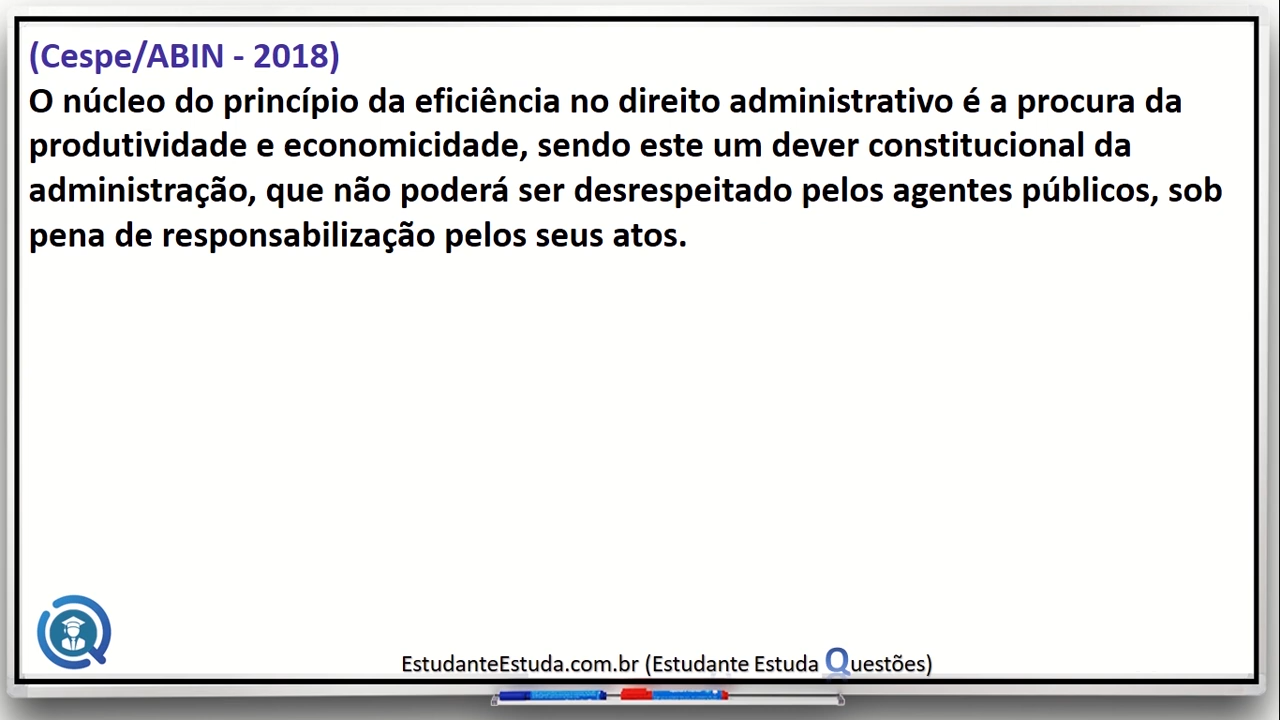 (Cespe/ABIN - 2018)
O núcleo do princípio da eficiência no direito administrativo é a procura da
produtividade e economicidade, sendo este um dever constitucional da
administração, que não poderá ser desrespeitado pelos agentes públicos, sob
pena de responsabilização pelos seus atos.
EstudanteEstuda.com.br (Estudante Estuda Questões)